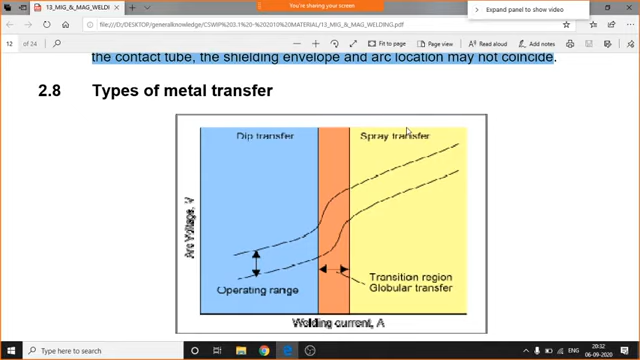 13_MIG_&_MAG_WELDING.pdf
You're sharing your screen
Expand panel to show video
file:///D:/DESKTOP/generalknowledge/CSWIP%203.1%20-%202010%20MATERIAL/13_MIG_&_MAG_WELDING.pdf
12 of 24
Fit to page
Page view
Read aloud
Add notes
the contact tube, the shielding envelope and arc location may not coincide.
2.8 Types of metal transfer
Dip transfer
Spray transfer
Arc Voltage, V
Operating range
Transition region
Globular transfer
Welding current, A
Type here to search
ENG
20:32
06-09-2020